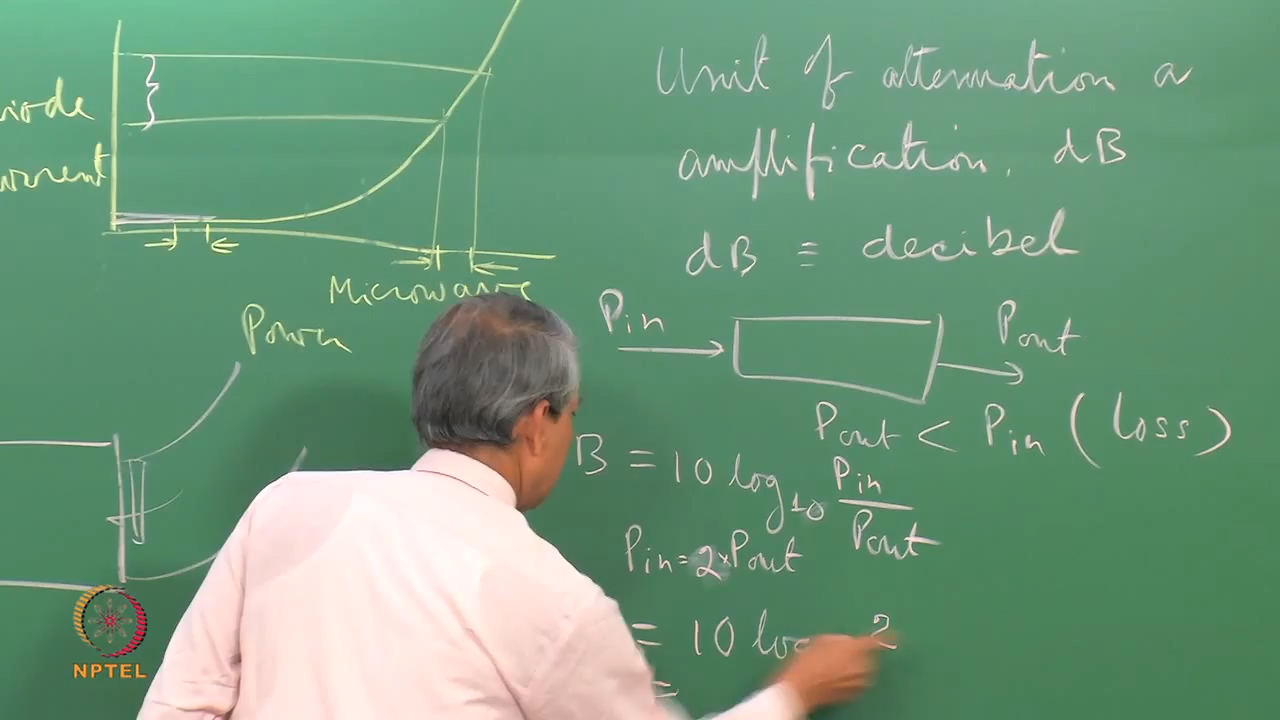 iode
urrent
Microwave
Power
Unit of attenuation a
amplification, dB
dB ≡ decibel
Pin
Pout
Pout < Pin (loss)
B = 10 log10 Pin/Pout
Pin = 2 × Pout
= 10 log 2
=
NPTEL